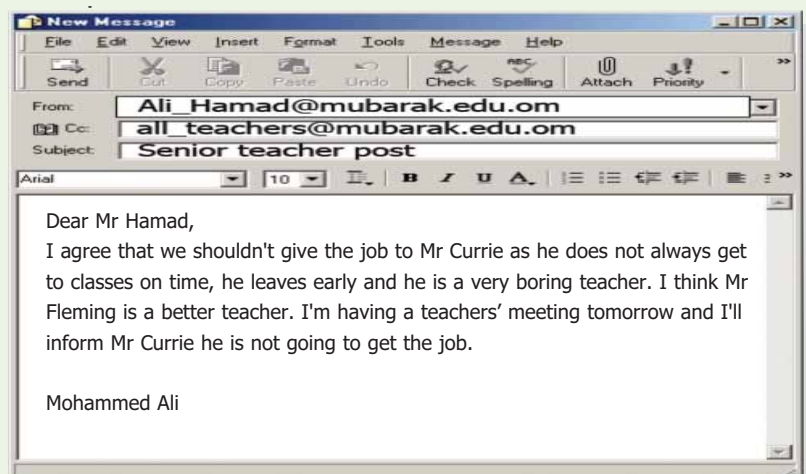 New Message
File Edit View Insert Format Tools Message Help
Send Cut Copy Paste Undo Check Spelling Attach Priority
From: Ali_Hamad@mubarak.edu.om
Cc: all_teachers@mubarak.edu.om
Subject: Senior teacher post
Arial 10 B I U A
Dear Mr Hamad,
I agree that we shouldn't give the job to Mr Currie as he does not always get
to classes on time, he leaves early and he is a very boring teacher. I think Mr
Fleming is a better teacher. I'm having a teachers’ meeting tomorrow and I'll
inform Mr Currie he is not going to get the job.
Mohammed Ali